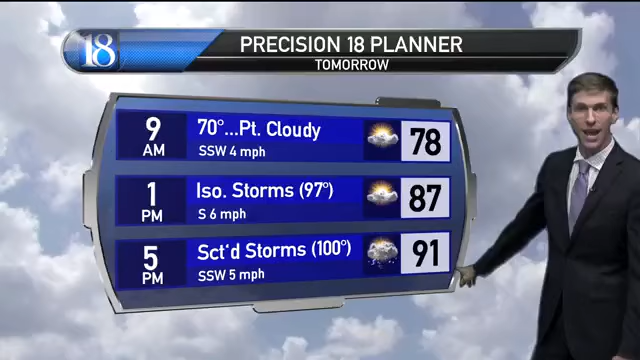 18
PRECISION 18 PLANNER
TOMORROW
9 AM
70°...Pt. Cloudy
SSW 4 mph
78
1 PM
Iso. Storms (97°)
S 6 mph
87
5 PM
Sct'd Storms (100°)
SSW 5 mph
91